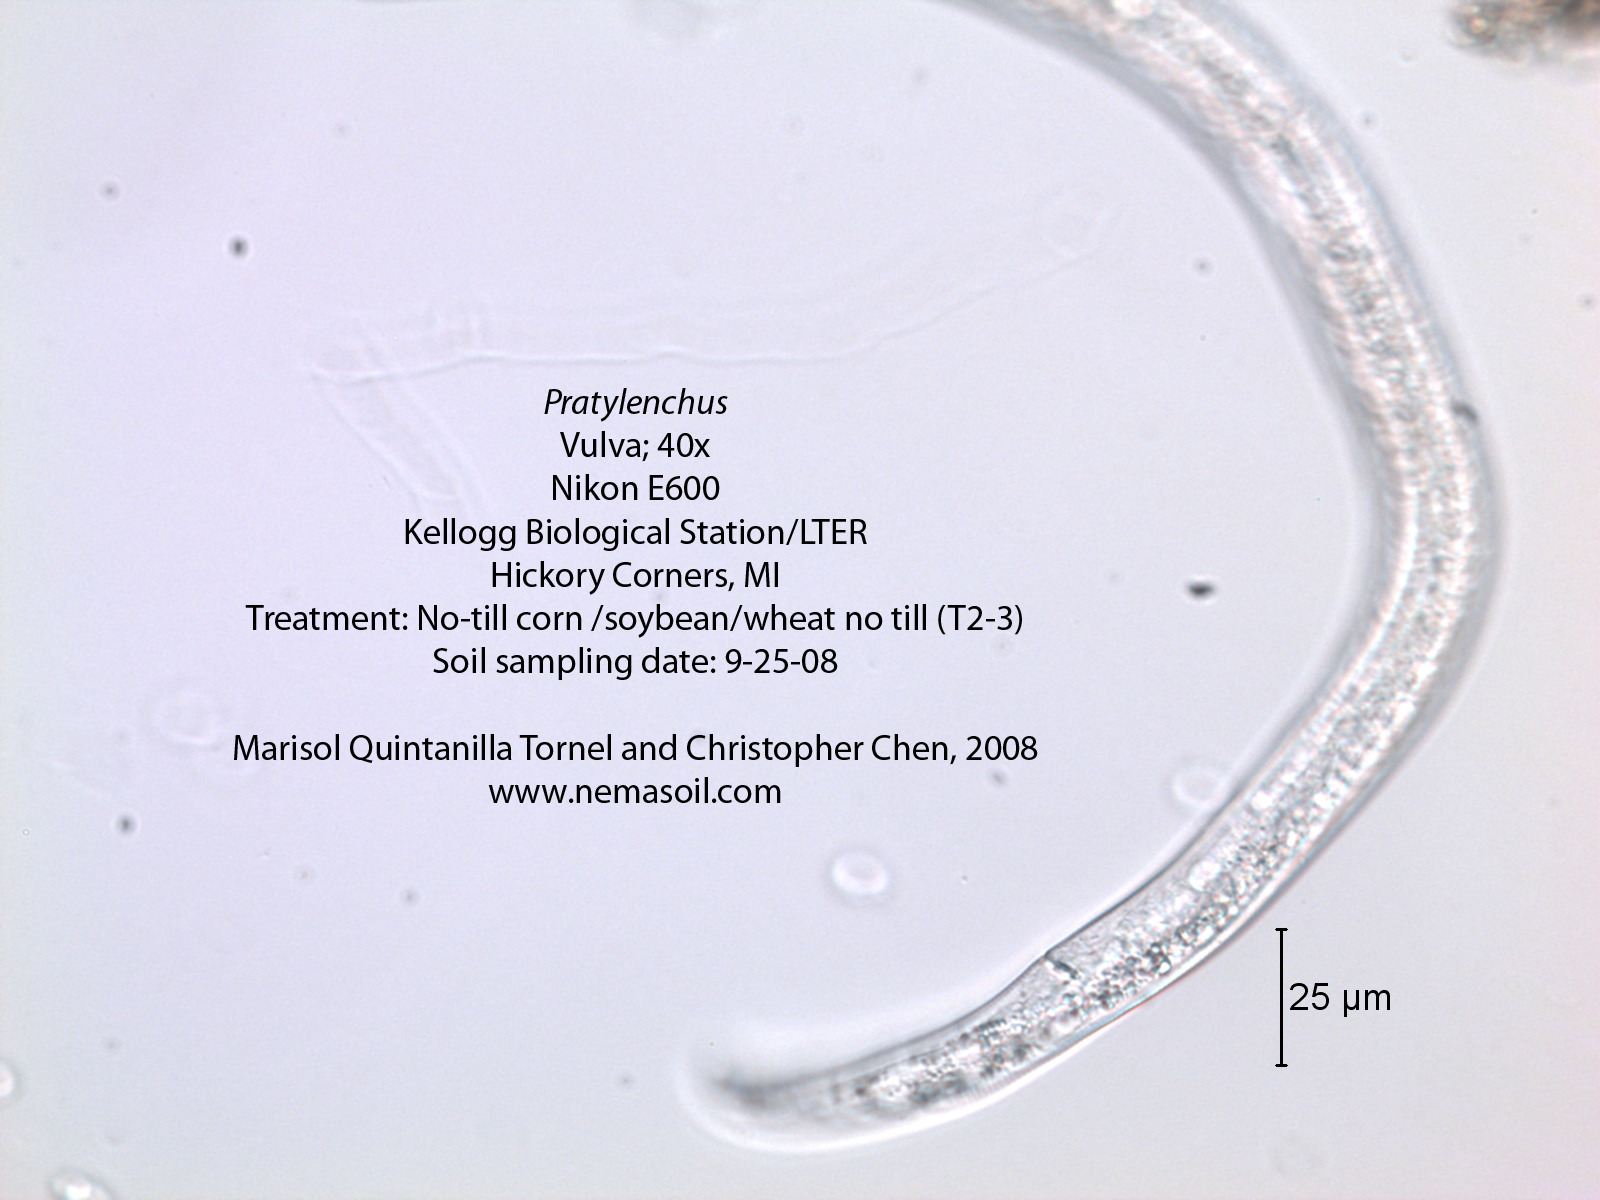 Pratylenchus
Vulva; 40x
Nikon E600
Kellogg Biological Station/LTER
Hickory Corners, MI
Treatment: No-till corn /soybean/wheat no till (T2-3)
Soil sampling date: 9-25-08
Marisol Quintanilla Tornel and Christopher Chen, 2008
www.nemasoil.com
25 µm